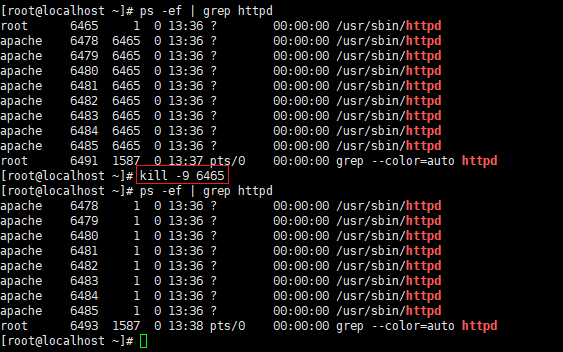 [root@localhost ~]# ps -ef | grep httpd
root 6465 1 0 13:36 ? 00:00:00 /usr/sbin/httpd
apache 6478 6465 0 13:36 ? 00:00:00 /usr/sbin/httpd
apache 6479 6465 0 13:36 ? 00:00:00 /usr/sbin/httpd
apache 6480 6465 0 13:36 ? 00:00:00 /usr/sbin/httpd
apache 6481 6465 0 13:36 ? 00:00:00 /usr/sbin/httpd
apache 6482 6465 0 13:36 ? 00:00:00 /usr/sbin/httpd
apache 6483 6465 0 13:36 ? 00:00:00 /usr/sbin/httpd
apache 6484 6465 0 13:36 ? 00:00:00 /usr/sbin/httpd
apache 6485 6465 0 13:36 ? 00:00:00 /usr/sbin/httpd
root 6491 1587 0 13:37 pts/0 00:00:00 grep --color=auto httpd
[root@localhost ~]# kill -9 6465
[root@localhost ~]# ps -ef | grep httpd
apache 6478 1 0 13:36 ? 00:00:00 /usr/sbin/httpd
apache 6479 1 0 13:36 ? 00:00:00 /usr/sbin/httpd
apache 6480 1 0 13:36 ? 00:00:00 /usr/sbin/httpd
apache 6481 1 0 13:36 ? 00:00:00 /usr/sbin/httpd
apache 6482 1 0 13:36 ? 00:00:00 /usr/sbin/httpd
apache 6483 1 0 13:36 ? 00:00:00 /usr/sbin/httpd
apache 6484 1 0 13:36 ? 00:00:00 /usr/sbin/httpd
apache 6485 1 0 13:36 ? 00:00:00 /usr/sbin/httpd
root 6493 1587 0 13:38 pts/0 00:00:00 grep --color=auto httpd
[root@localhost ~]#